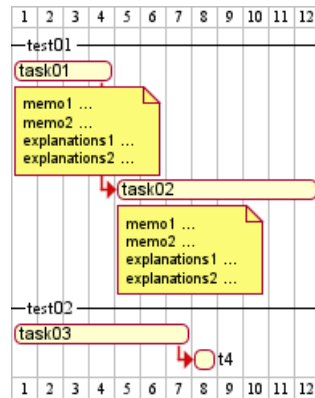 1 2 3 4 5 6 7 8 9 10 11 12
test01
task01
memo1 ...
memo2 ...
explanations1 ...
explanations2 ...
task02
memo1 ...
memo2 ...
explanations1 ...
explanations2 ...
test02
task03
t4
1 2 3 4 5 6 7 8 9 10 11 12